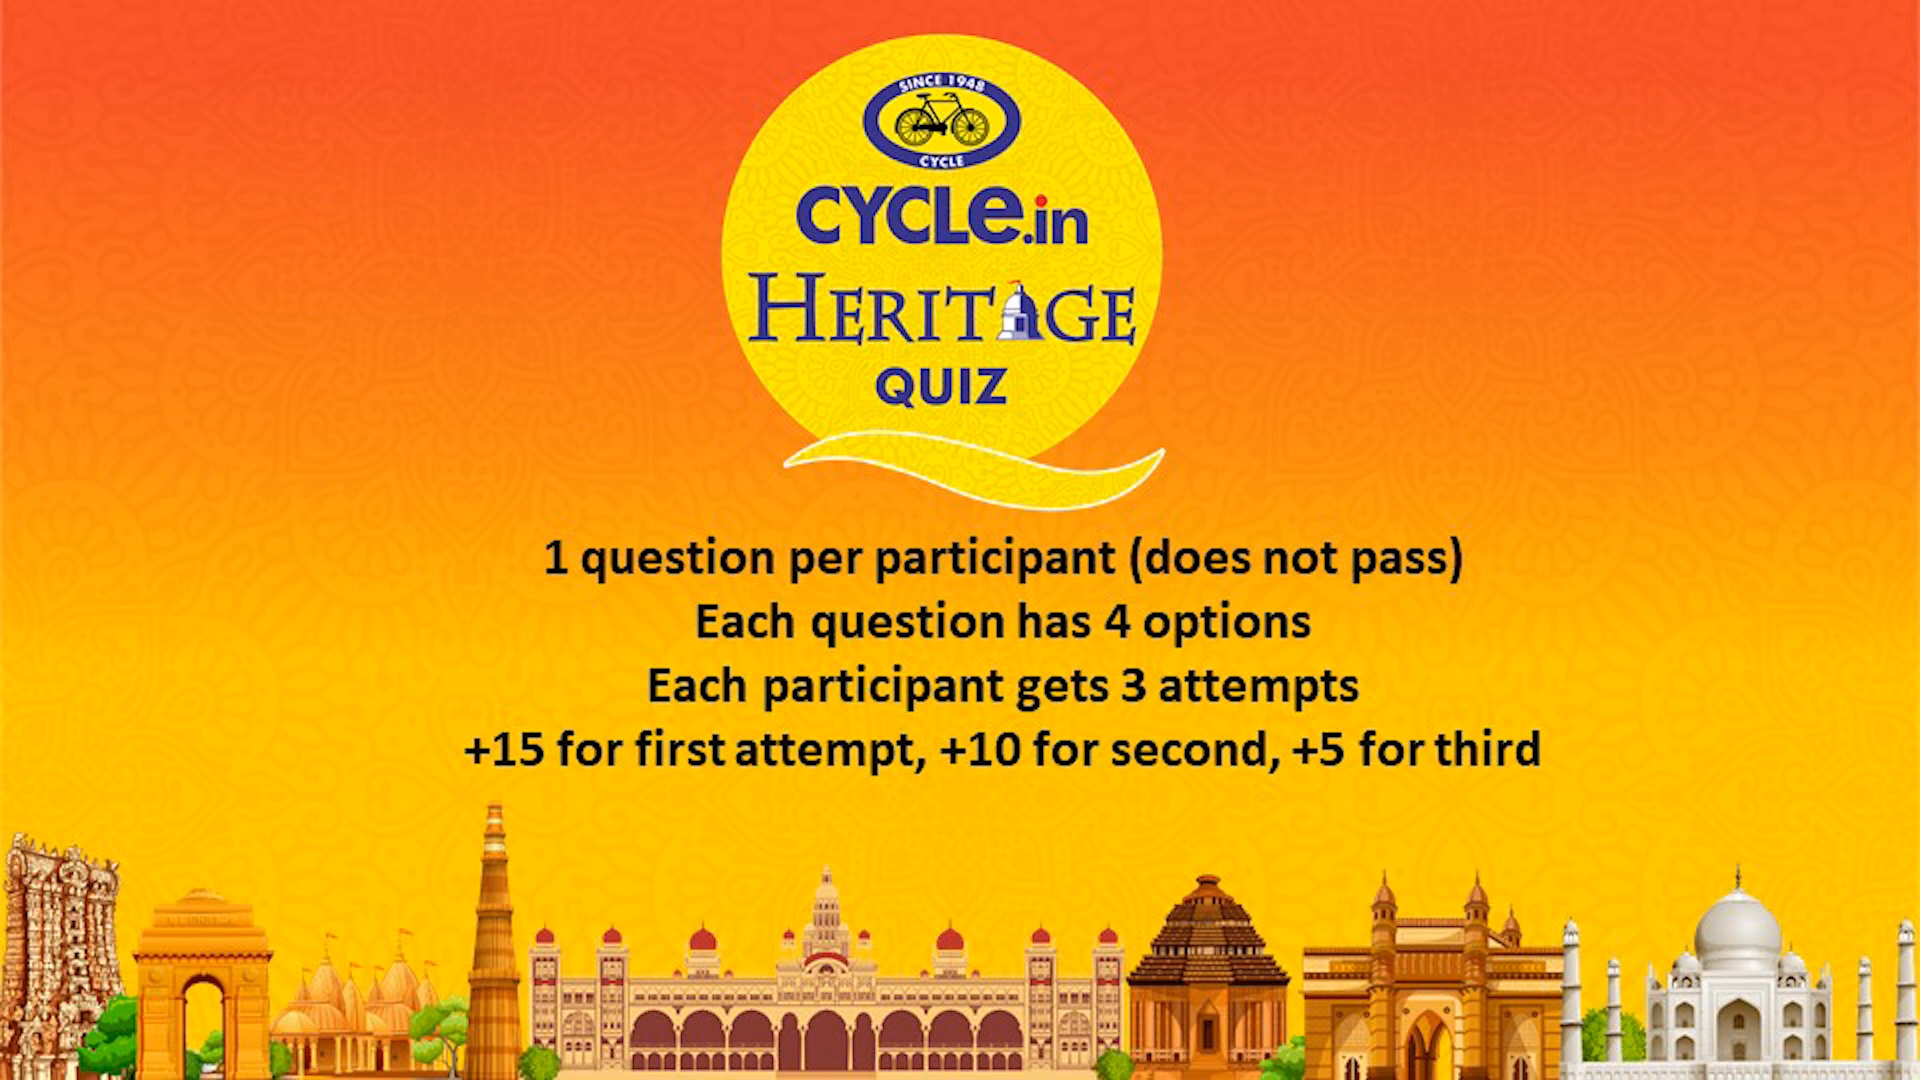 SINCE 1948
CYCLE
CYCLe.in
HERITAGE
QUIZ
1 question per participant (does not pass)
Each question has 4 options
Each participant gets 3 attempts
+15 for first attempt, +10 for second, +5 for third